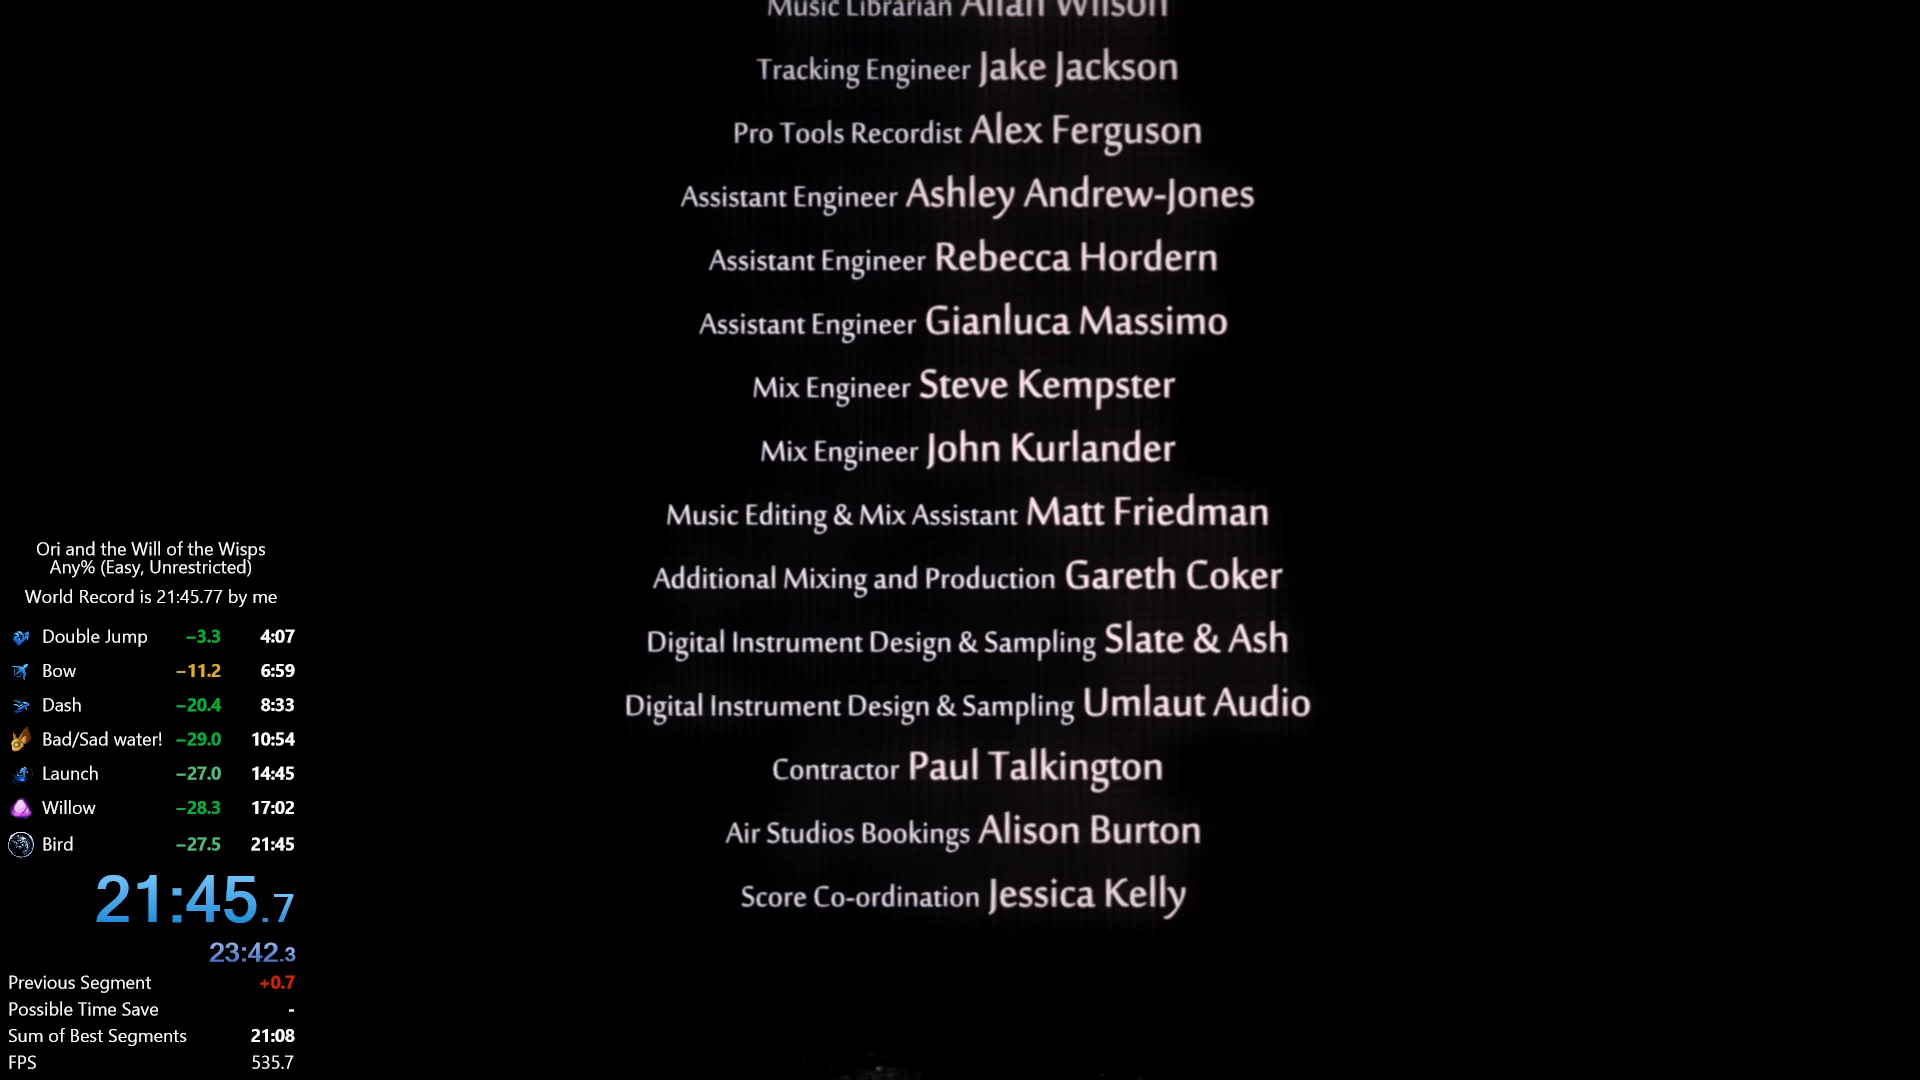 Music Librarian Allan Wilson
Tracking Engineer Jake Jackson
Pro Tools Recordist Alex Ferguson
Assistant Engineer Ashley Andrew-Jones
Assistant Engineer Rebecca Hordern
Assistant Engineer Gianluca Massimo
Mix Engineer Steve Kempster
Mix Engineer John Kurlander
Music Editing & Mix Assistant Matt Friedman
Additional Mixing and Production Gareth Coker
Digital Instrument Design & Sampling Slate & Ash
Digital Instrument Design & Sampling Umlaut Audio
Contractor Paul Talkington
Air Studios Bookings Alison Burton
Score Co-ordination Jessica Kelly
Ori and the Will of the Wisps
Any% (Easy, Unrestricted)
World Record is 21:45.77 by me
Double Jump −3.3 4:07
Bow −11.2 6:59
Dash −20.4 8:33
Bad/Sad water! −29.0 10:54
Launch −27.0 14:45
Willow −28.3 17:02
Bird −27.5 21:45
21:45.7
23:42.3
Previous Segment +0.7
Possible Time Save -
Sum of Best Segments 21:08
FPS 535.7